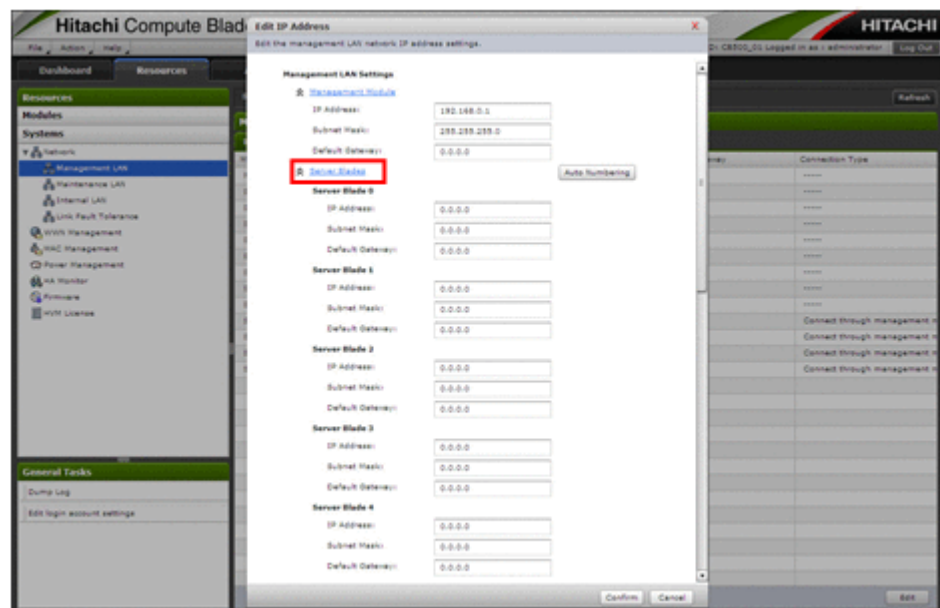 Hitachi Compute Blad
HITACHI
File Action Help
ID: CB500_01 Logged in as : administrator Log Out
Dashboard Resources
Refresh
Resources
Modules
Systems
Network
Management LAN
Maintenance LAN
Internal LAN
Link Fault Tolerance
WWN Management
MAC Management
Power Management
HA Monitor
Firmware
HVM License
General Tasks
Dump Log
Edit login account settings
Edit IP Address
Edit the management LAN network IP address settings.
Management LAN Settings
Management Module
IP Address: 192.168.0.1
Subnet Mask: 255.255.255.0
Default Gateway: 0.0.0.0
Server Blades Auto Numbering
Server Blade 0
IP Address: 0.0.0.0
Subnet Mask: 0.0.0.0
Default Gateway: 0.0.0.0
Server Blade 1
IP Address: 0.0.0.0
Subnet Mask: 0.0.0.0
Default Gateway: 0.0.0.0
Server Blade 2
IP Address: 0.0.0.0
Subnet Mask: 0.0.0.0
Default Gateway: 0.0.0.0
Server Blade 3
IP Address: 0.0.0.0
Subnet Mask: 0.0.0.0
Default Gateway: 0.0.0.0
Server Blade 4
IP Address: 0.0.0.0
Subnet Mask: 0.0.0.0
Default Gateway: 0.0.0.0
Confirm Cancel
Connection Type
-----
-----
-----
-----
-----
-----
-----
-----
-----
Connect through management m
Connect through management m
Connect through management m
Connect through management m
Edit